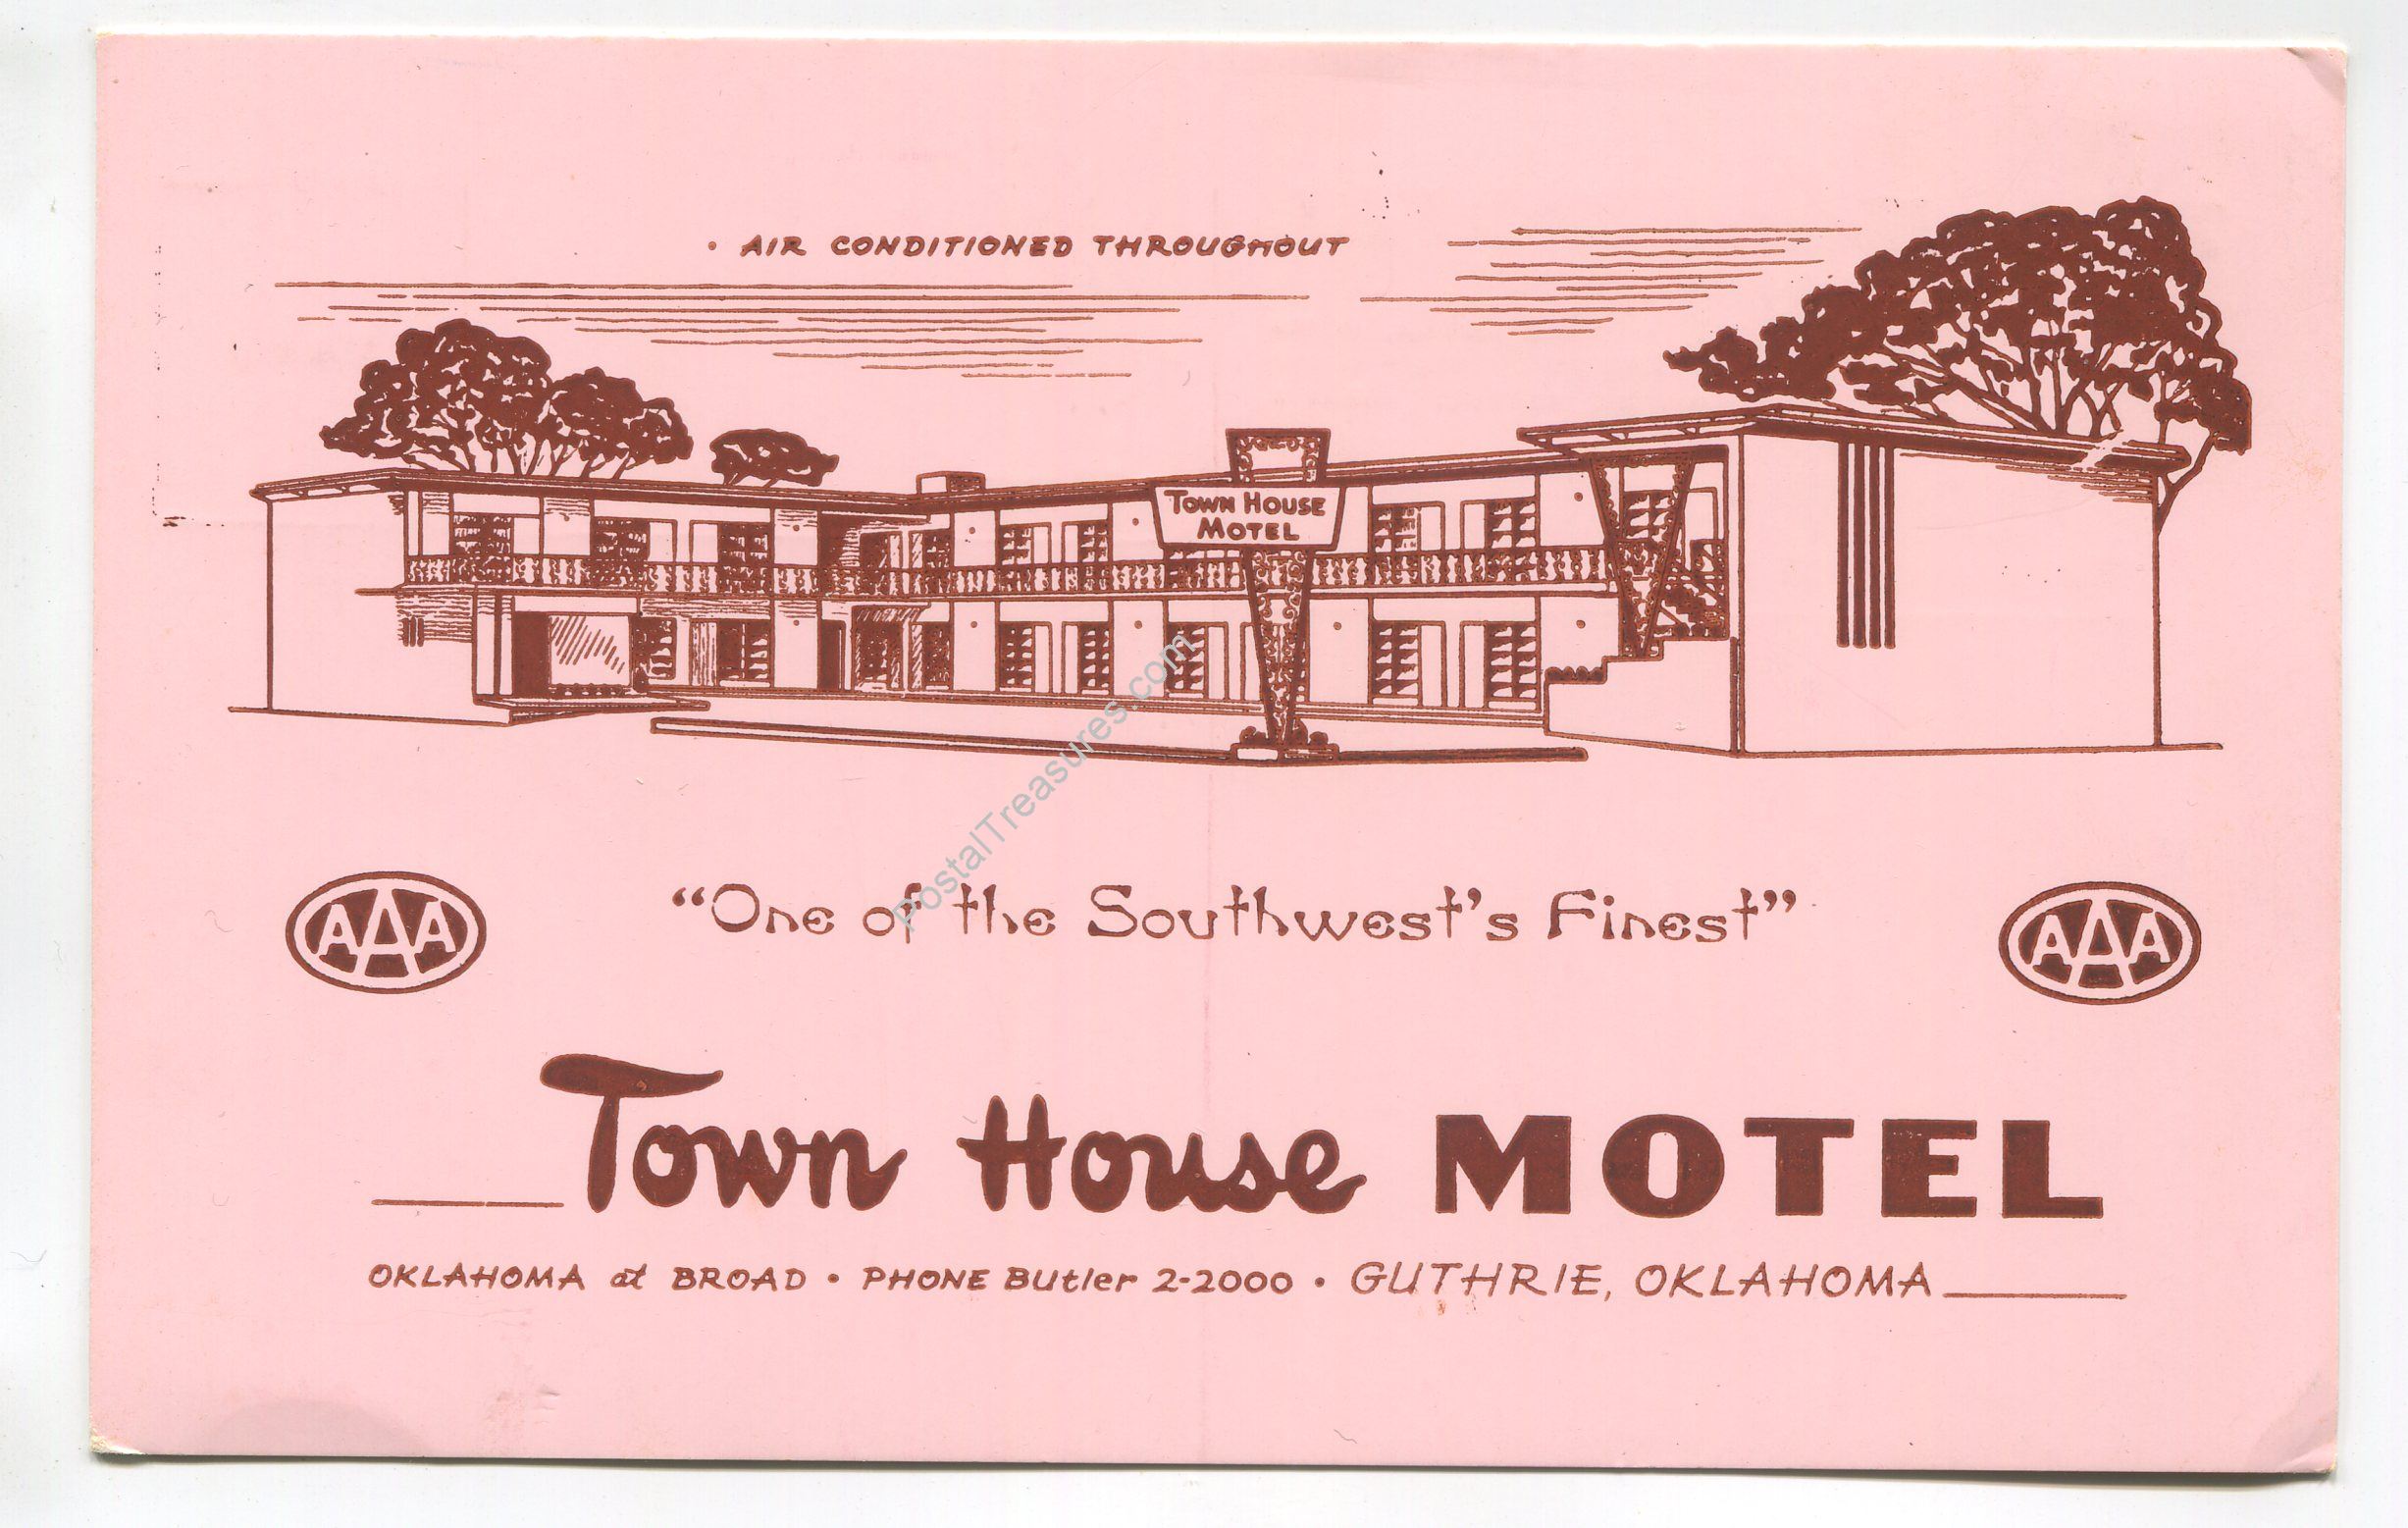 • AIR CONDITIONED THROUGHOUT
TOWN HOUSE
MOTEL
PostalTreasures.com
AAA
“One of the Southwest's Finest”
AAA
Town House MOTEL
OKLAHOMA at BROAD • PHONE BUtler 2-2000 • GUTHRIE, OKLAHOMA